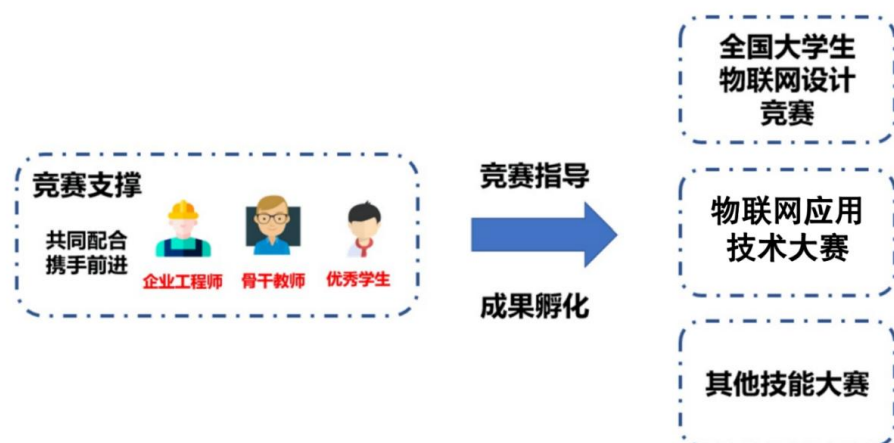 竞赛支撑
共同配合
携手前进
企业工程师
骨干教师
优秀学生
竞赛指导
成果孵化
全国大学生
物联网设计
竞赛
物联网应用
技术大赛
其他技能大赛